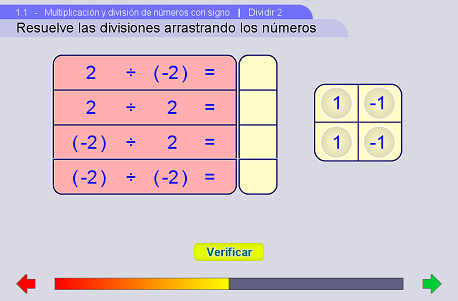 1.1 - Multiplicación y división de números con signo | Dividir 2
Resuelve las divisiones arrastrando los números
2 ÷ (-2) =
2 ÷ 2 =
(-2) ÷ 2 =
(-2) ÷ (-2) =
1 -1
1 -1
Verificar